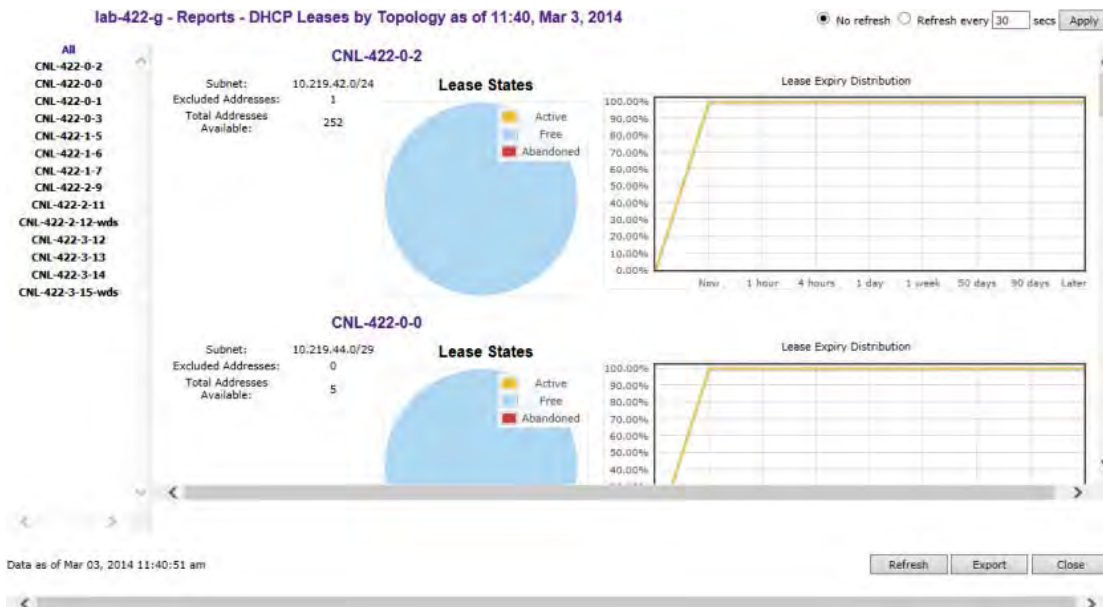 lab-422-g - Reports - DHCP Leases by Topology as of 11:40, Mar 3, 2014
No refresh Refresh every 30 secs Apply
All
CNL-422-0-2
CNL-422-0-0
CNL-422-0-1
CNL-422-0-3
CNL-422-1-5
CNL-422-1-6
CNL-422-1-7
CNL-422-2-9
CNL-422-2-11
CNL-422-2-12-wds
CNL-422-3-12
CNL-422-3-13
CNL-422-3-14
CNL-422-3-15-wds
CNL-422-0-2
Subnet: 10.219.42.0/24
Excluded Addresses: 1
Total Addresses
Available: 252
Lease States
Active
Free
Abandoned
Lease Expiry Distribution
100.00%
90.00%
80.00%
70.00%
60.00%
50.00%
40.00%
30.00%
20.00%
10.00%
0.00%
Now 1 hour 4 hours 1 day 1 week 50 days 90 days Later
CNL-422-0-0
Subnet: 10.219.44.0/29
Excluded Addresses: 0
Total Addresses
Available: 5
Lease States
Active
Free
Abandoned
Lease Expiry Distribution
100.00%
90.00%
80.00%
70.00%
60.00%
50.00%
40.00%
Data as of Mar 03, 2014 11:40:51 am
Refresh Export Close